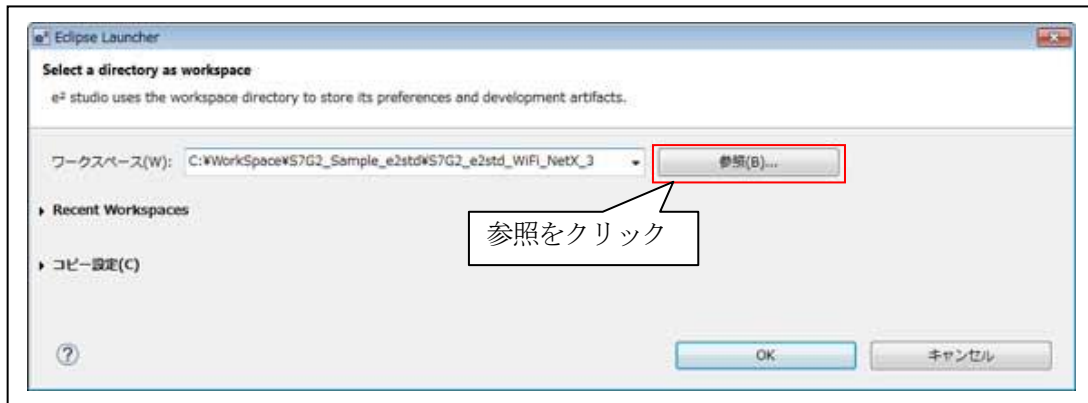 e² Eclipse Launcher
Select a directory as workspace
e² studio uses the workspace directory to store its preferences and development artifacts.
ワークスペース(W): C:¥WorkSpace¥S7G2_Sample_e2std¥S7G2_e2std_WiFi_NetX_3 参照(B)...
Recent Workspaces
参照をクリック
コピー設定(C)
? OK キャンセル